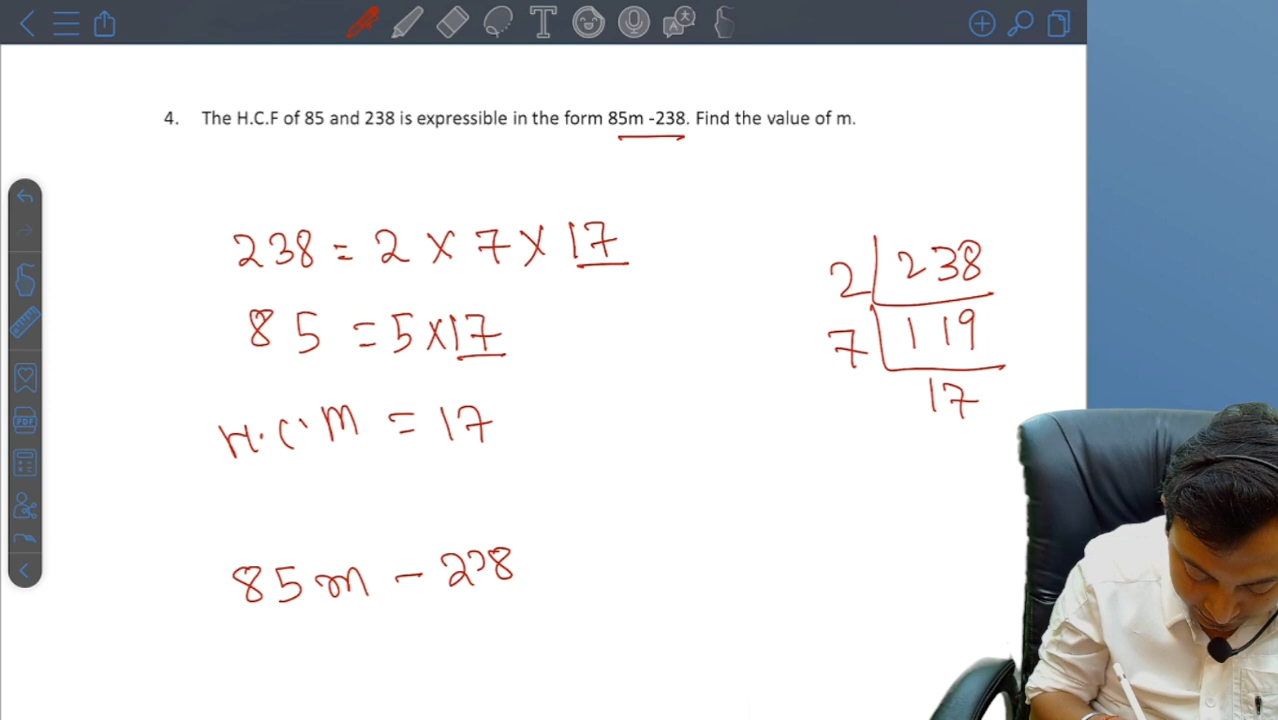 4. The H.C.F of 85 and 238 is expressible in the form 85m -238. Find the value of m.
238 = 2 × 7 × 17
85 = 5 × 17
H.C.M = 17
85m - 238
2 | 238
7 | 119
17
T
A
PDF